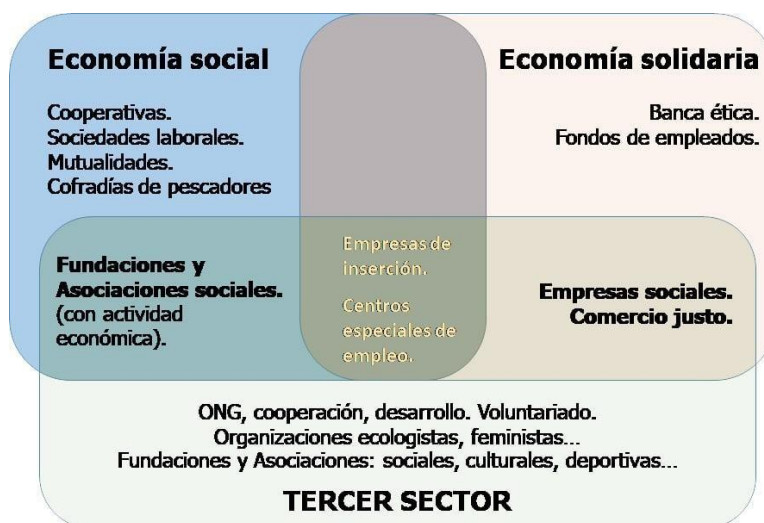 Economía social
Cooperativas.
Sociedades laborales.
Mutualidades.
Cofradías de pescadores
Economía solidaria
Banca ética.
Fondos de empleados.
Fundaciones y
Asociaciones sociales.
(con actividad
económica).
Empresas de
inserción.
Centros
especiales de
empleo.
Empresas sociales.
Comercio justo.
ONG, cooperación, desarrollo. Voluntariado.
Organizaciones ecologistas, feministas...
Fundaciones y Asociaciones: sociales, culturales, deportivas...
TERCER SECTOR